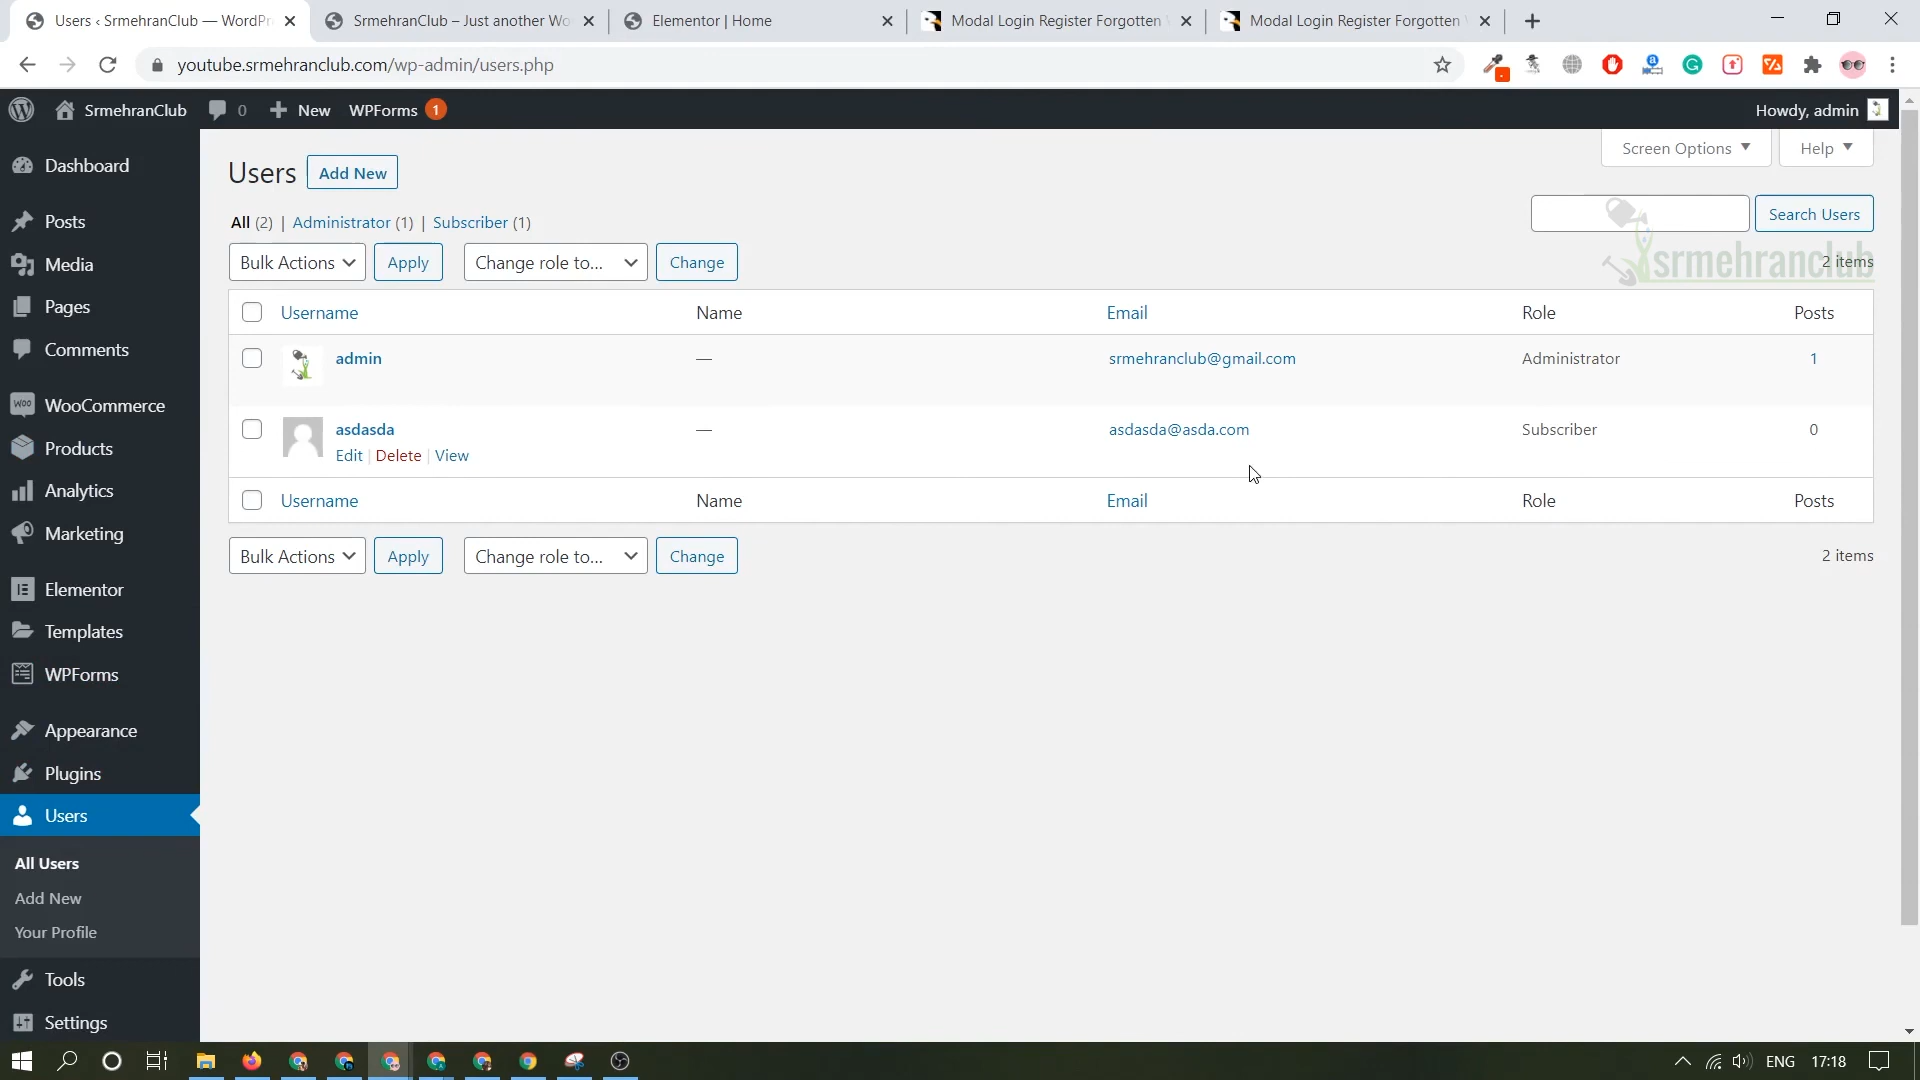 Users ‹ SrmehranClub — WordPr
SrmehranClub – Just another Wo
Elementor | Home
Modal Login Register Forgotten
Modal Login Register Forgotten
youtube.srmehranclub.com/wp-admin/users.php
SrmehranClub
0
New
WPForms
1
Howdy, admin
Dashboard
Posts
Media
Pages
Comments
WooCommerce
Products
Analytics
Marketing
Elementor
Templates
WPForms
Appearance
Plugins
Users
All Users
Add New
Your Profile
Tools
Settings
Screen Options
Help
Users
Add New
All (2) | Administrator (1) | Subscriber (1)
Search Users
Bulk Actions
Apply
Change role to...
Change
2 items
srmehranclub
Username
Name
Email
Role
Posts
admin
—
srmehranclub@gmail.com
Administrator
1
asdasda
—
asdasda@asda.com
Subscriber
0
Edit | Delete | View
Username
Name
Email
Role
Posts
Bulk Actions
Apply
Change role to...
Change
2 items
ENG
17:18